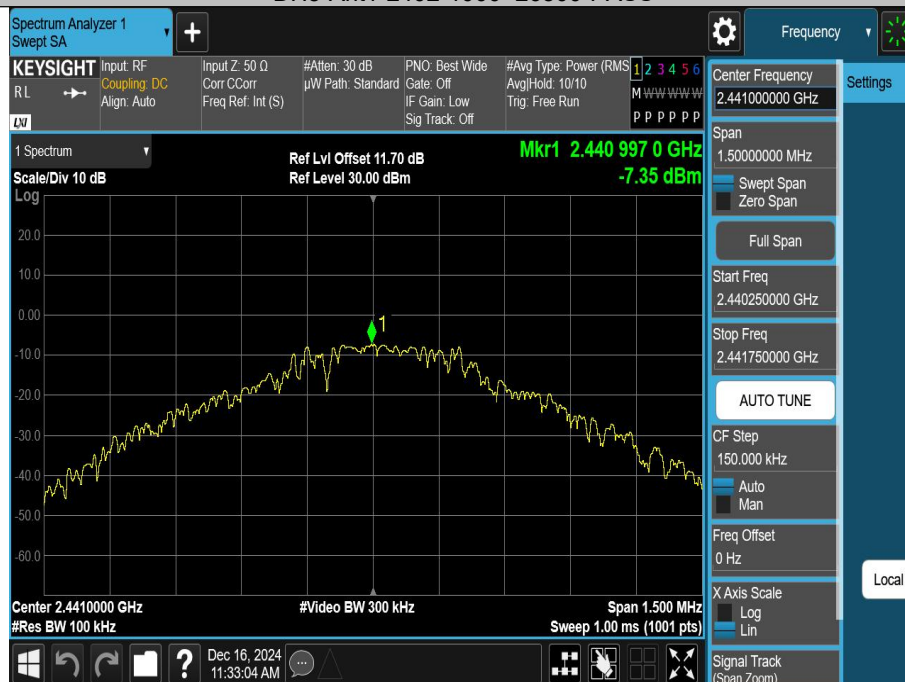 Spectrum Analyzer 1
Swept SA
+
Frequency
KEYSIGHT
RL
LXI
Input: RF
Coupling: DC
Align: Auto
Input Z: 50 Ω
Corr CCorr
Freq Ref: Int (S)
#Atten: 30 dB
µW Path: Standard
PNO: Best Wide
Gate: Off
IF Gain: Low
Sig Track: Off
#Avg Type: Power (RMS
Avg|Hold: 10/10
Trig: Free Run
1 2 3 4 5 6
M W W W W W
P P P P P P
Center Frequency
2.441000000 GHz
Settings
1 Spectrum
Scale/Div 10 dB
Log
Ref Lvl Offset 11.70 dB
Ref Level 30.00 dBm
Mkr1 2.440 997 0 GHz
-7.35 dBm
20.0
10.0
0.00
-10.0
-20.0
-30.0
-40.0
-50.0
-60.0
1
Span
1.50000000 MHz
Swept Span
Zero Span
Full Span
Start Freq
2.440250000 GHz
Stop Freq
2.441750000 GHz
AUTO TUNE
CF Step
150.000 kHz
Auto
Man
Freq Offset
0 Hz
Local
X Axis Scale
Log
Lin
Signal Track
(Span Zoom)
Center 2.4410000 GHz
#Res BW 100 kHz
#Video BW 300 kHz
Span 1.500 MHz
Sweep 1.00 ms (1001 pts)
?
Dec 16, 2024
11:33:04 AM